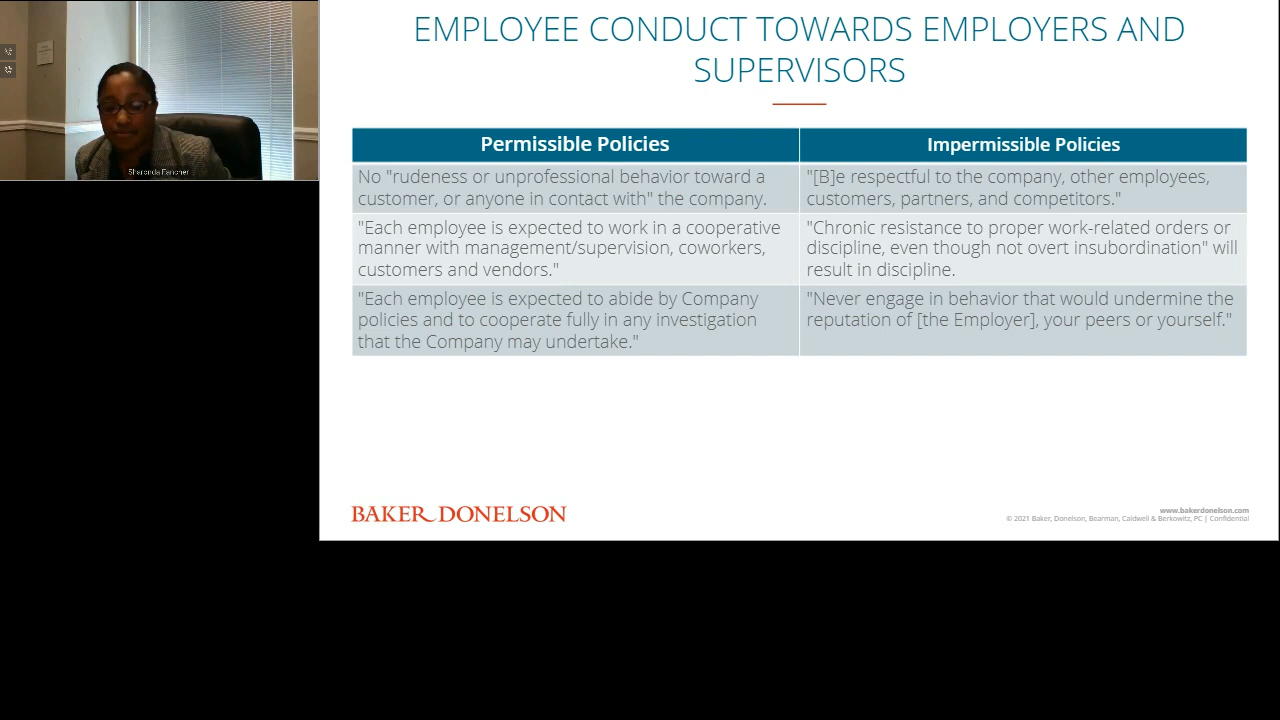 Sharonda Fancher
EMPLOYEE CONDUCT TOWARDS EMPLOYERS AND
SUPERVISORS
Permissible Policies
Impermissible Policies
No "rudeness or unprofessional behavior toward a
customer, or anyone in contact with" the company.
"[B]e respectful to the company, other employees,
customers, partners, and competitors."
"Each employee is expected to work in a cooperative
manner with management/supervision, coworkers,
customers and vendors."
"Chronic resistance to proper work-related orders or
discipline, even though not overt insubordination" will
result in discipline.
"Each employee is expected to abide by Company
policies and to cooperate fully in any investigation
that the Company may undertake."
"Never engage in behavior that would undermine the
reputation of [the Employer], your peers or yourself."
BAKER DONELSON
www.bakerdonelson.com
© 2021 Baker, Donelson, Bearman, Caldwell & Berkowitz, PC | Confidential